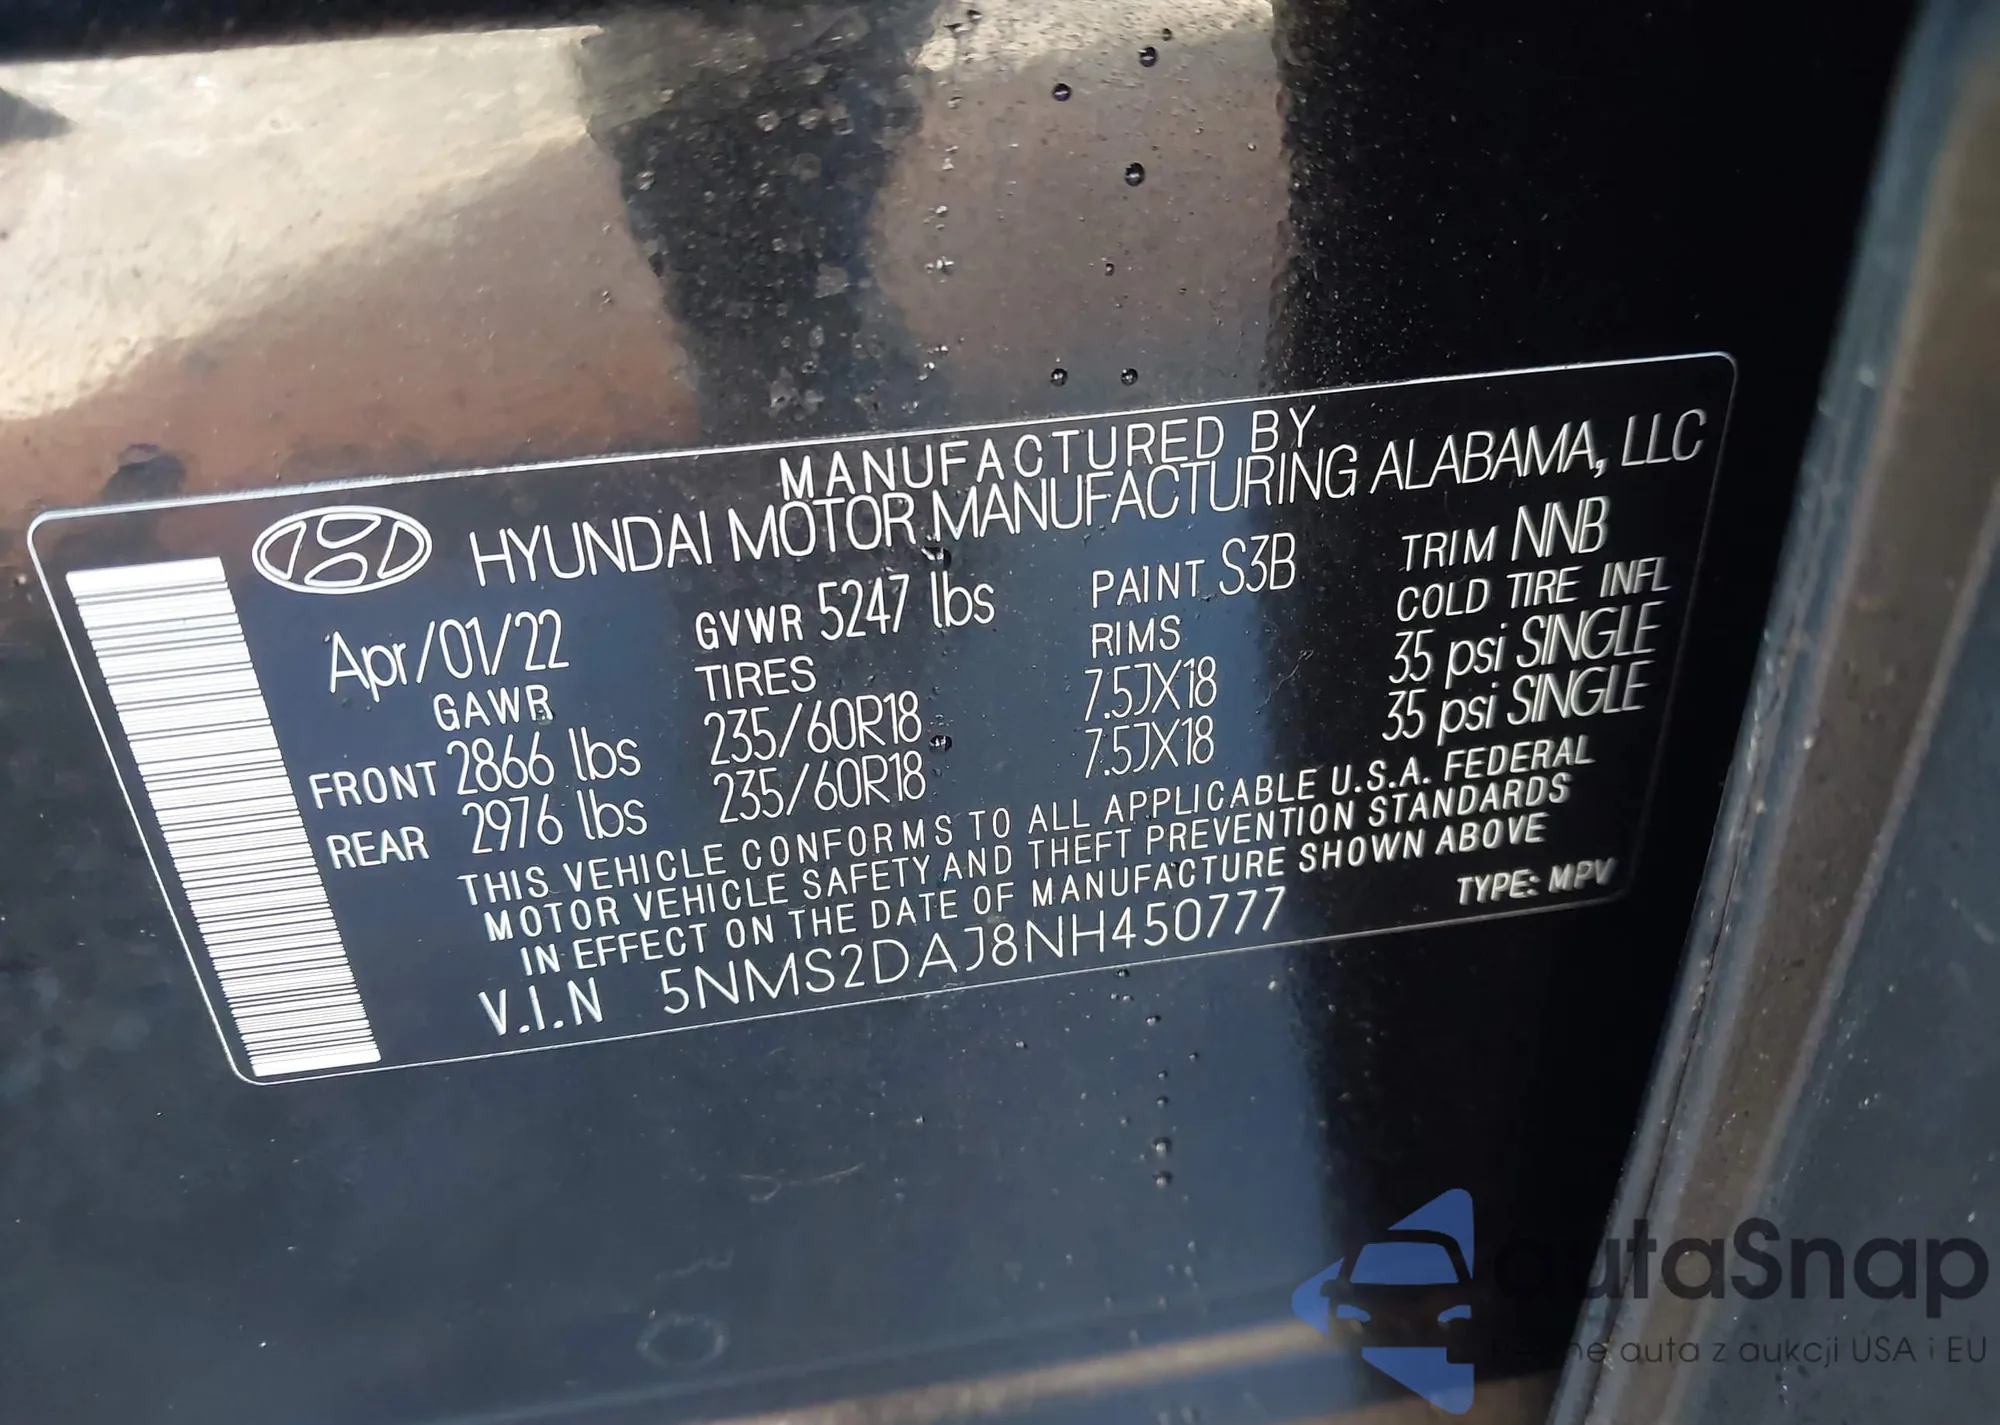 MANUFACTURED BY
HYUNDAI MOTOR MANUFACTURING ALABAMA, LLC
Apr/01/22 GVWR 5247 lbs PAINT S3B TRIM NNB
GAWR TIRES RIMS COLD TIRE INFL
FRONT 2866 lbs 235/60R18 7.5JX18 35 psi SINGLE
REAR 2976 lbs 235/60R18 7.5JX18 35 psi SINGLE
THIS VEHICLE CONFORMS TO ALL APPLICABLE U.S.A. FEDERAL
MOTOR VEHICLE SAFETY AND THEFT PREVENTION STANDARDS
IN EFFECT ON THE DATE OF MANUFACTURE SHOWN ABOVE
V.I.N 5NMS2DAJ8NH450777 TYPE: MPV
autaSnap
auta z aukcji USA i EU